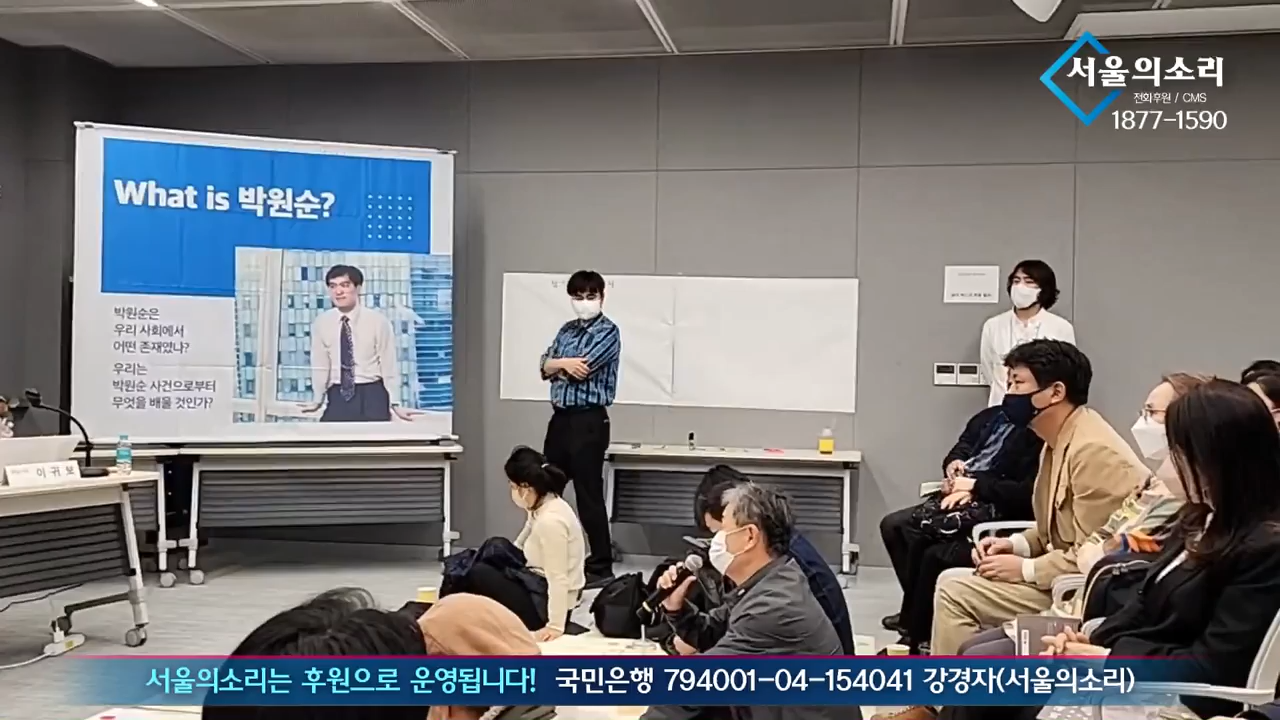 서울의소리
전화후원 / CMS
1877-1590
What is 박원순?
박원순은
우리 사회에서
어떤 존재였나?
우리는
박원순 사건으로부터
무엇을 배울 것인가?
이귀보
서울의소리는 후원으로 운영됩니다! 국민은행 794001-04-154041 강경자(서울의소리)